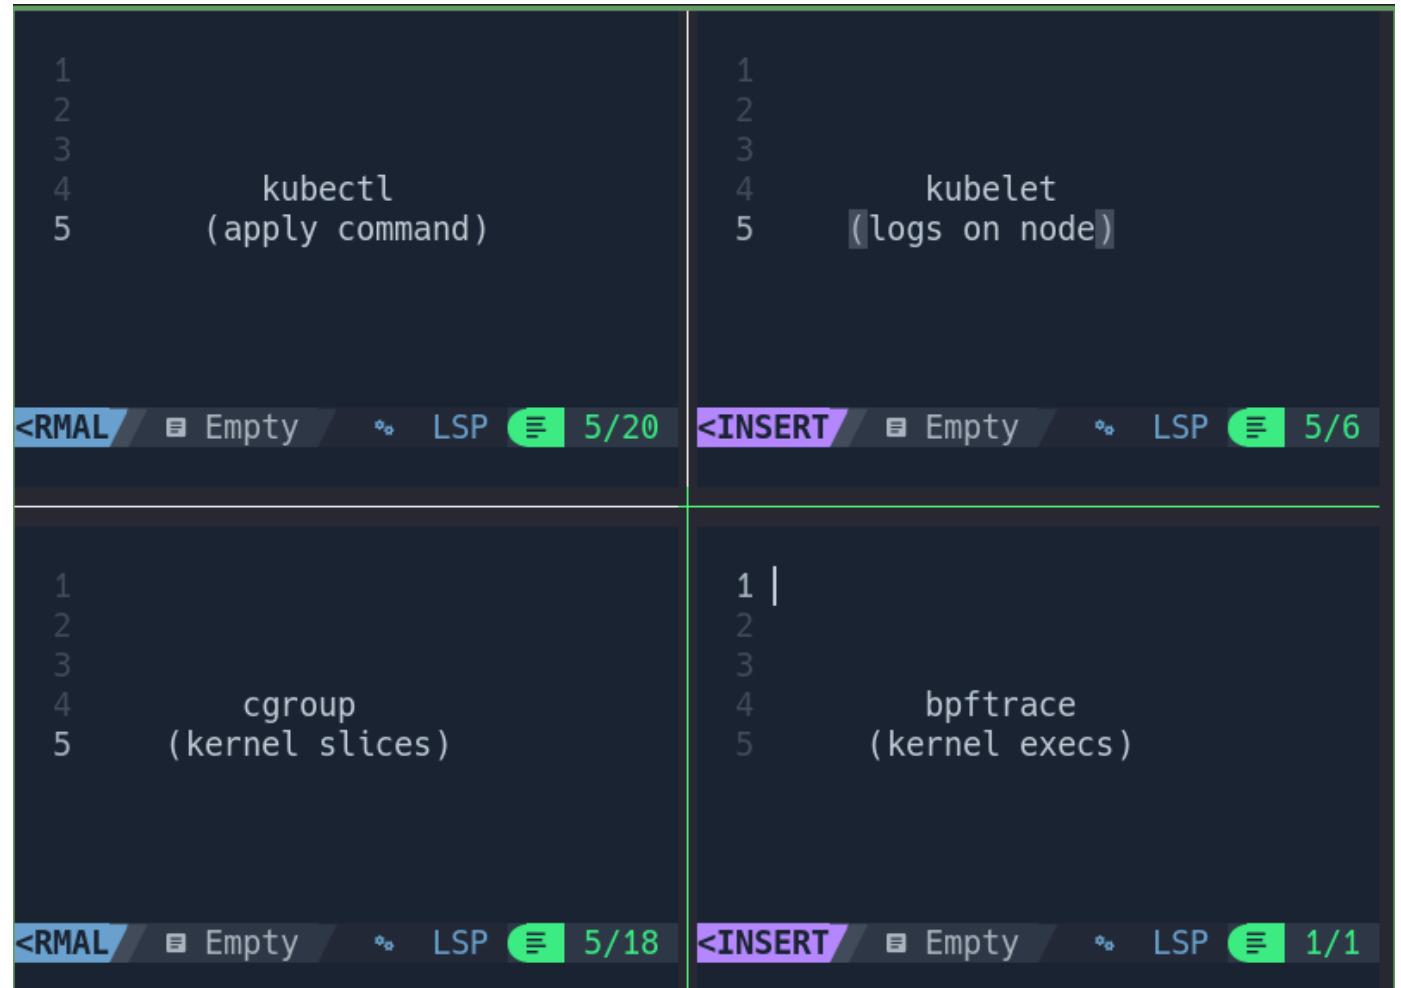 1
2
3
4 kubectl
5 (apply command)
<RMAL Empty LSP 5/20
1
2
3
4 kubelet
5 (logs on node)
<INSERT Empty LSP 5/6
1
2
3
4 cgroup
5 (kernel slices)
<RMAL Empty LSP 5/18
1
2
3
4 bpftrace
5 (kernel execs)
<INSERT Empty LSP 1/1